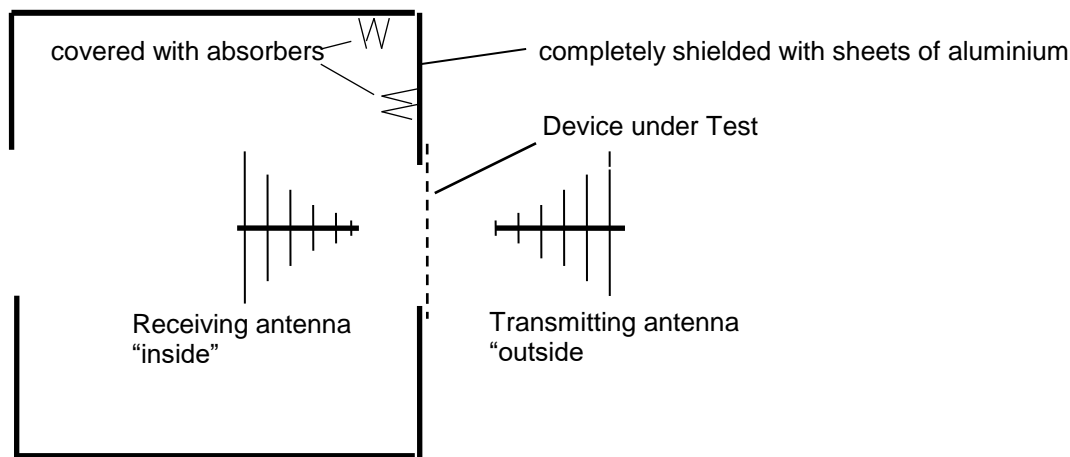 covered with absorbers
completely shielded with sheets of aluminium
Device under Test
Receiving antenna
“inside”
Transmitting antenna
“outside